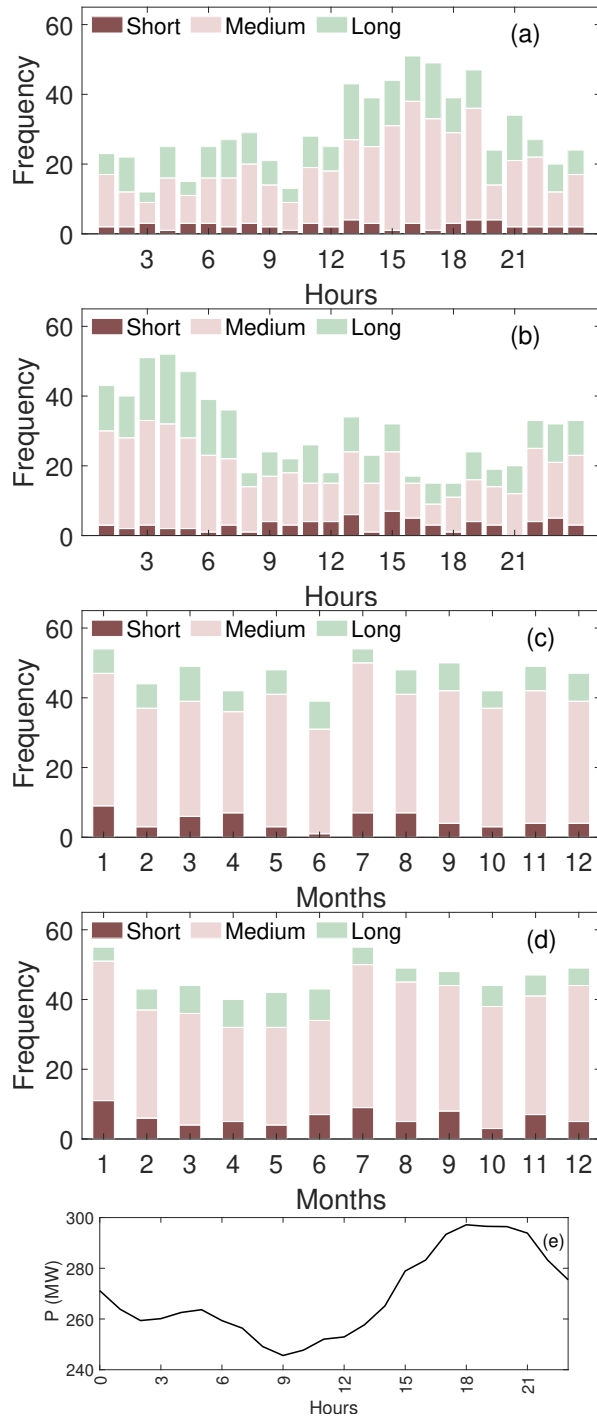 60
Short Medium Long (a)
40
Frequency
20
0
3 6 9 12 15 18 21
Hours
60
Short Medium Long (b)
40
Frequency
20
0
3 6 9 12 15 18 21
Hours
60
Short Medium Long (c)
40
Frequency
20
0
1 2 3 4 5 6 7 8 9 10 11 12
Months
60
Short Medium Long (d)
40
Frequency
20
0
1 2 3 4 5 6 7 8 9 10 11 12
Months
300
(e)
280
P (MW)
260
240
0 3 6 9 12 15 18 21
Hours